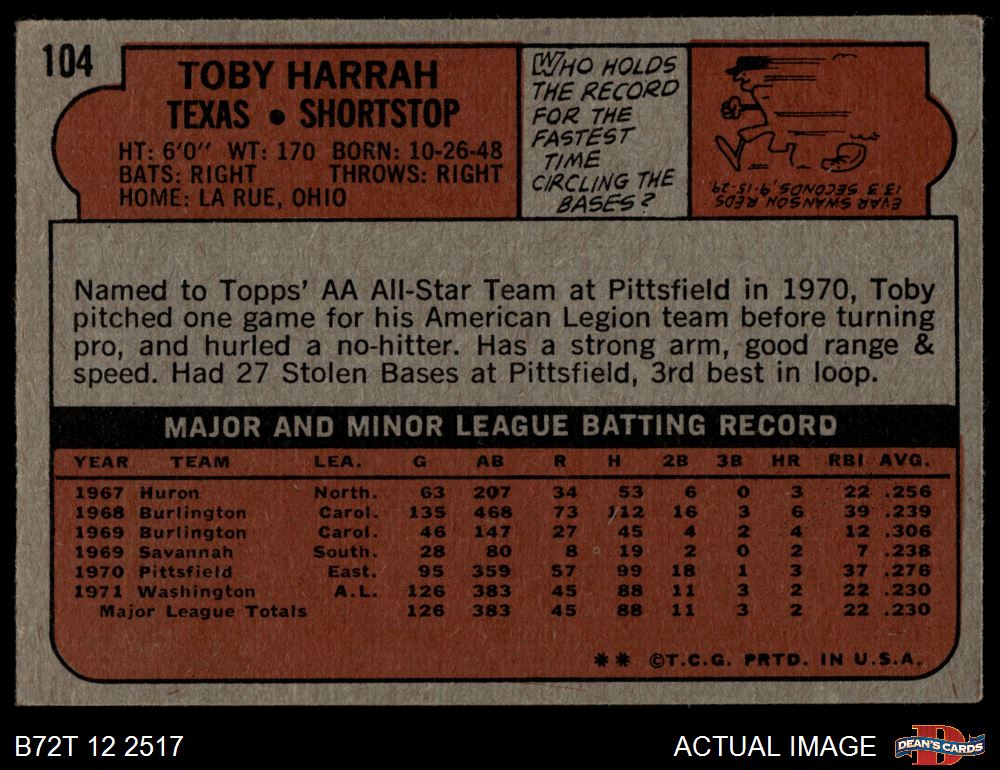 104
TOBY HARRAH
TEXAS • SHORTSTOP
HT: 6'0" WT: 170 BORN: 10-26-48
BATS: RIGHT THROWS: RIGHT
HOME: LA RUE, OHIO
WHO HOLDS
THE RECORD
FOR THE
FASTEST
TIME
CIRCLING THE
BASES?
EVAR SWANSON REDS
13.3 SECONDS, 9-15-29.
Named to Topps' AA All-Star Team at Pittsfield in 1970, Toby
pitched one game for his American Legion team before turning
pro, and hurled a no-hitter. Has a strong arm, good range &
speed. Had 27 Stolen Bases at Pittsfield, 3rd best in loop.
MAJOR AND MINOR LEAGUE BATTING RECORD
YEAR TEAM LEA. G AB R H 2B 3B HR RBI AVG.
1967 Huron North. 63 207 34 53 6 0 3 22 .256
1968 Burlington Carol. 135 468 73 112 16 3 6 39 .239
1969 Burlington Carol. 46 147 27 45 4 2 4 12 .306
1969 Savannah South. 28 80 8 19 2 0 2 7 .238
1970 Pittsfield East. 95 359 57 99 18 1 3 37 .276
1971 Washington A.L. 126 383 45 88 11 3 2 22 .230
Major League Totals 126 383 45 88 11 3 2 22 .230
** ©T.C.G. PRTD. IN U.S.A.
B72T 12 2517
ACTUAL IMAGE
DEAN'S CARDS